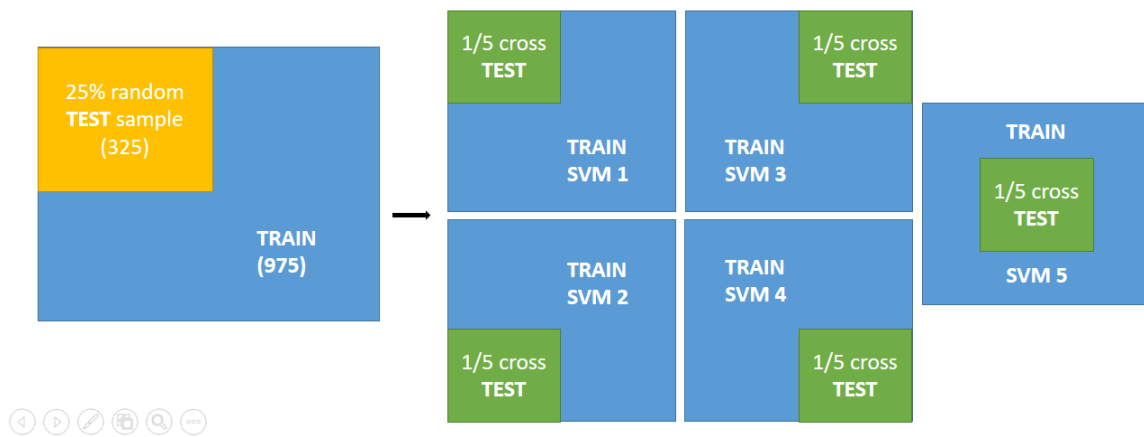 25% random
TEST sample
(325)
TRAIN
(975)
1/5 cross
TEST
TRAIN
SVM 1
1/5 cross
TEST
TRAIN
SVM 3
TRAIN
SVM 2
1/5 cross
TEST
TRAIN
SVM 4
1/5 cross
TEST
TRAIN
1/5 cross
TEST
SVM 5